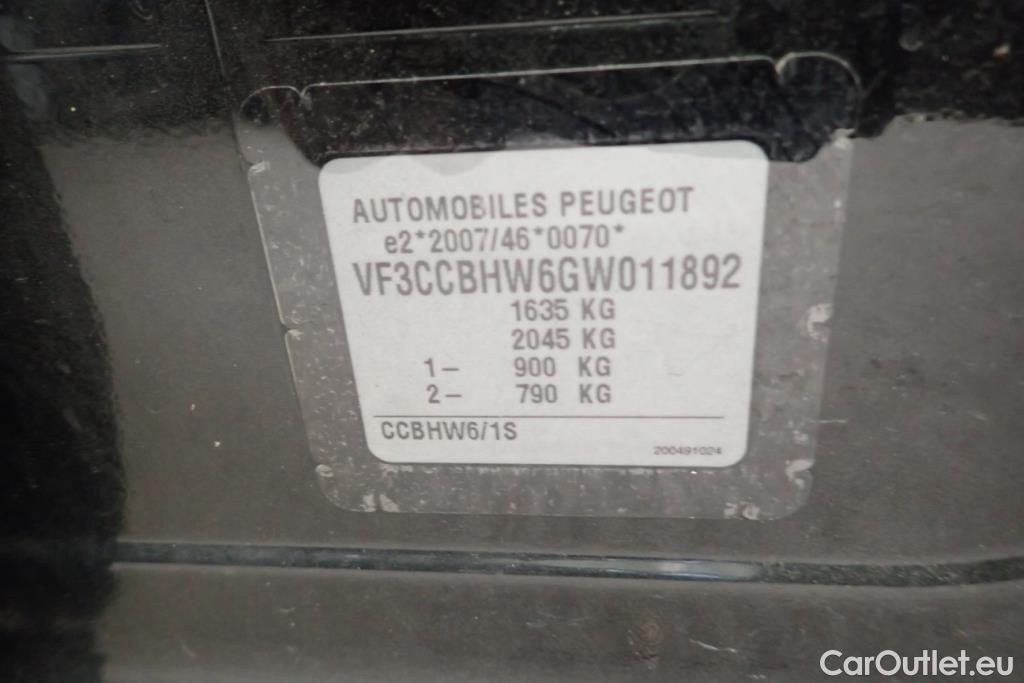 AUTOMOBILES PEUGEOT
e2*2007/46*0070*
VF3CCBHW6GW011892
1635 KG
2045 KG
1– 900 KG
2– 790 KG
CCBHW6/1S
200491024
CarOutlet.eu